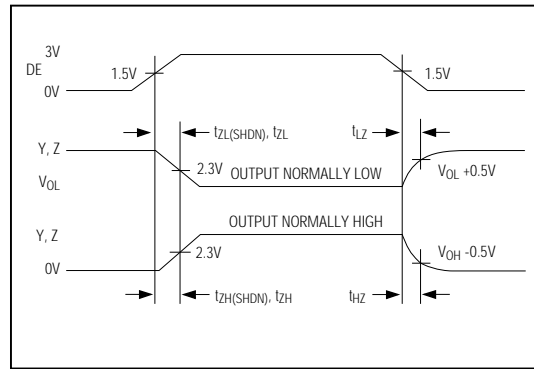 3V
DE
1.5V
1.5V
0V
tZL(SHDN), tZL
tLZ
Y, Z
2.3V
OUTPUT NORMALLY LOW
VOL +0.5V
VOL
OUTPUT NORMALLY HIGH
Y, Z
2.3V
VOH -0.5V
0V
tZH(SHDN), tZH
tHZ